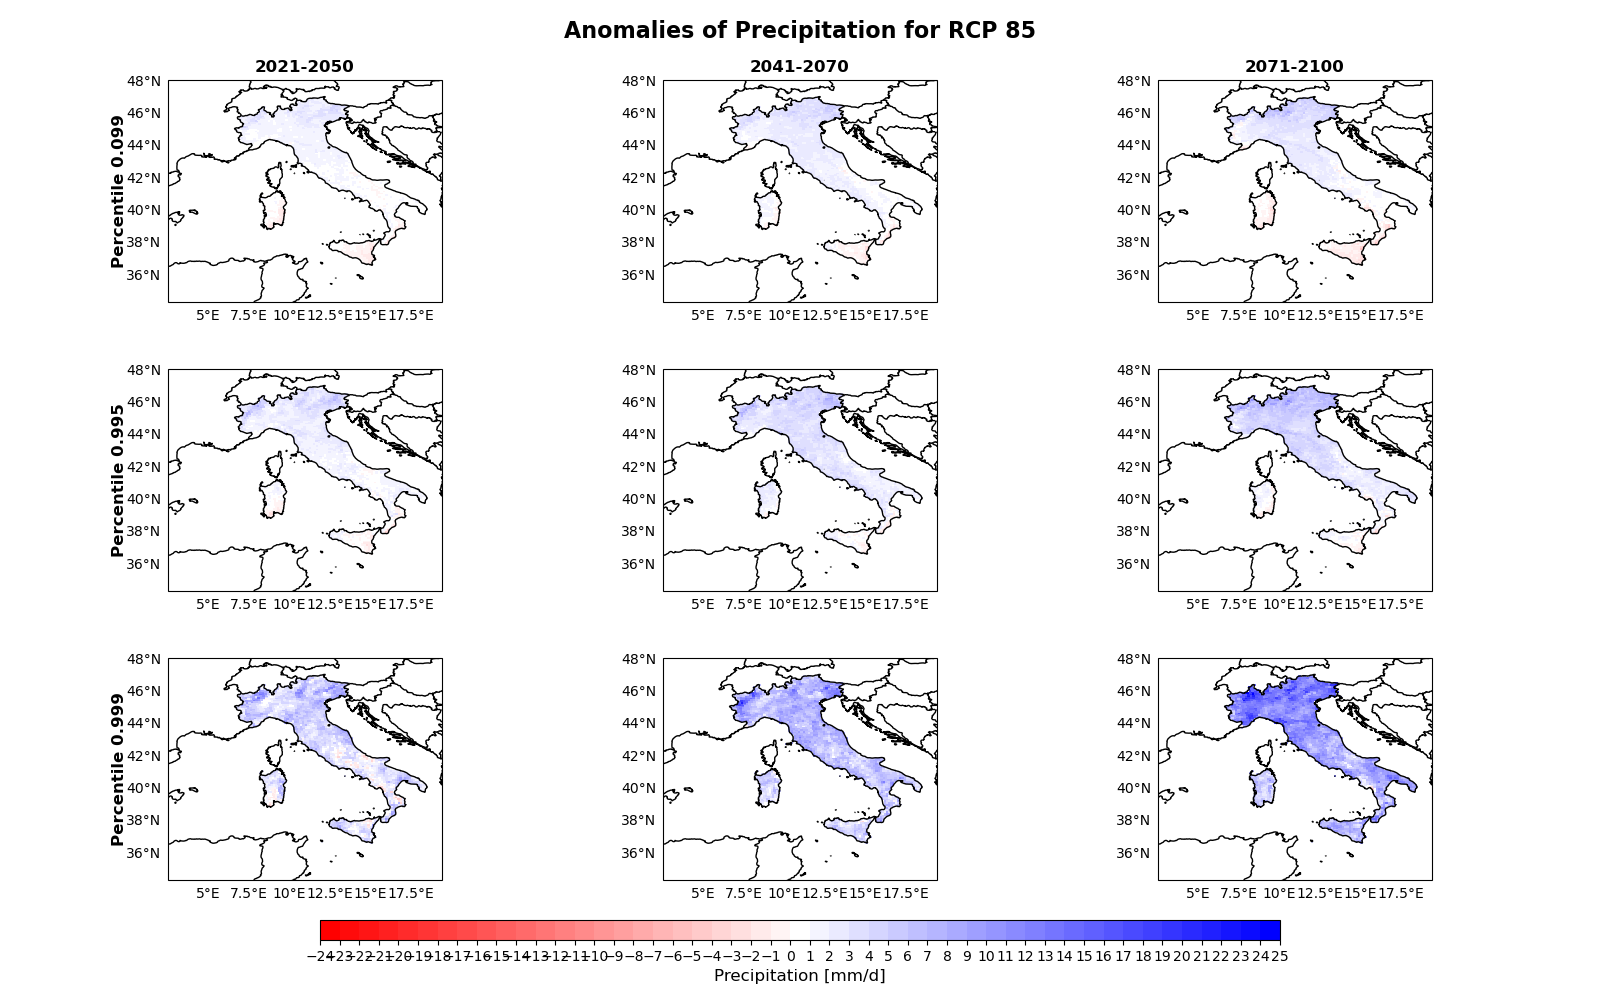 Anomalies of Precipitation for RCP 85
2021-2050 2041-2070 2071-2100
Percentile 0.099
48°N 48°N 48°N
46°N 46°N 46°N
44°N 44°N 44°N
42°N 42°N 42°N
40°N 40°N 40°N
38°N 38°N 38°N
36°N 36°N 36°N
5°E 7.5°E 10°E 12.5°E 15°E 17.5°E 5°E 7.5°E 10°E 12.5°E 15°E 17.5°E 5°E 7.5°E 10°E 12.5°E 15°E 17.5°E
Percentile 0.995
48°N 48°N 48°N
46°N 46°N 46°N
44°N 44°N 44°N
42°N 42°N 42°N
40°N 40°N 40°N
38°N 38°N 38°N
36°N 36°N 36°N
5°E 7.5°E 10°E 12.5°E 15°E 17.5°E 5°E 7.5°E 10°E 12.5°E 15°E 17.5°E 5°E 7.5°E 10°E 12.5°E 15°E 17.5°E
Percentile 0.999
48°N 48°N 48°N
46°N 46°N 46°N
44°N 44°N 44°N
42°N 42°N 42°N
40°N 40°N 40°N
38°N 38°N 38°N
36°N 36°N 36°N
5°E 7.5°E 10°E 12.5°E 15°E 17.5°E 5°E 7.5°E 10°E 12.5°E 15°E 17.5°E 5°E 7.5°E 10°E 12.5°E 15°E 17.5°E
−24 −23 −22 −21 −20 −19 −18 −17 −16 −15 −14 −13 −12 −11 −10 −9 −8 −7 −6 −5 −4 −3 −2 −1 0 1 2 3 4 5 6 7 8 9 10 11 12 13 14 15 16 17 18 19 20 21 22 23 24 25
Precipitation [mm/d]